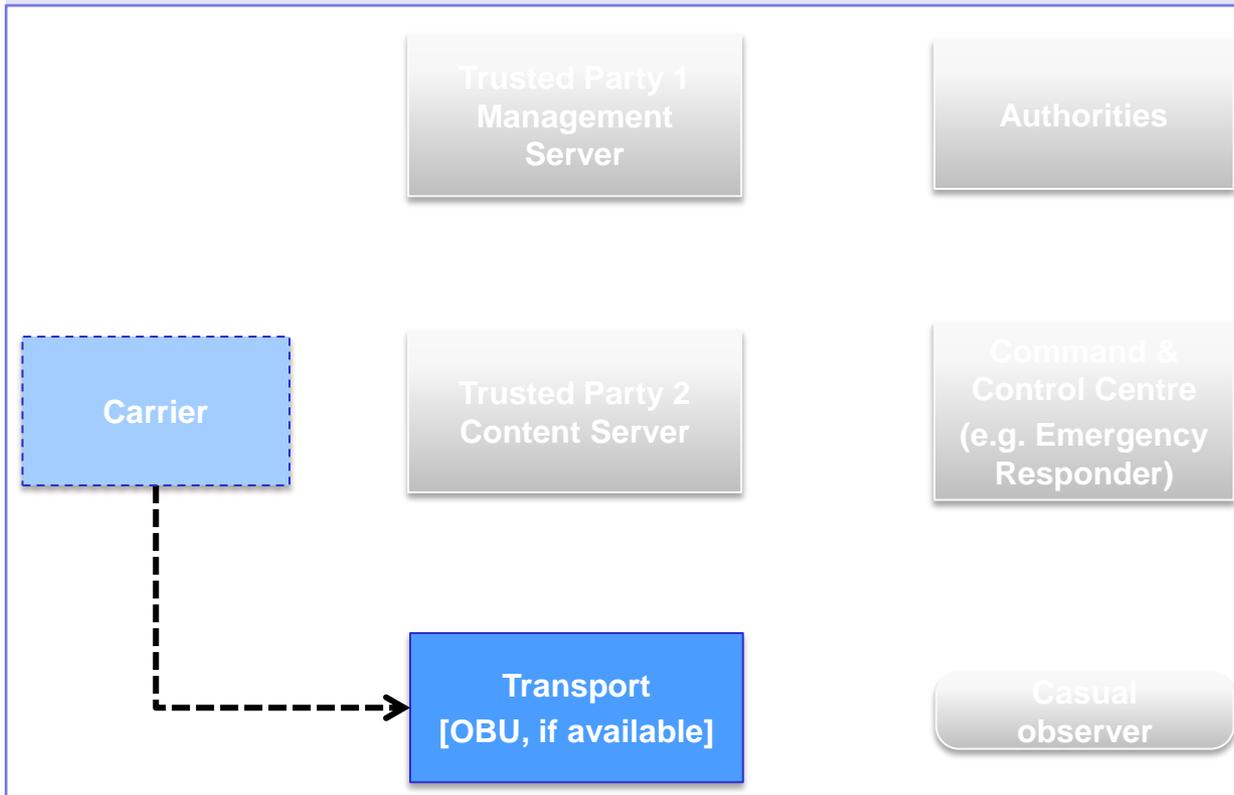 Trusted Party 1
Management
Server
Authorities
Carrier
Trusted Party 2
Content Server
Command &
Control Centre
(e.g. Emergency
Responder)
Transport
[OBU, if available]
Casual
observer